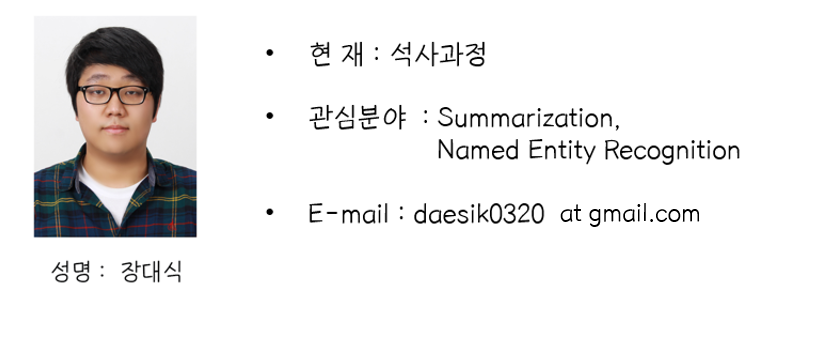 • 현 재 : 석사과정
• 관심분야 : Summarization,
Named Entity Recognition
• E-mail : daesik0320 at gmail.com
성명 : 장대식